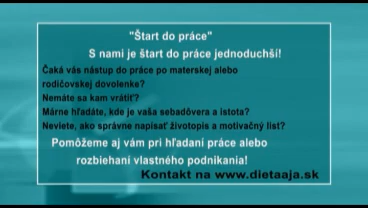 "Štart do práce"
S nami je štart do práce jednoduchší!
Čaká vás nástup do práce po materskej alebo
rodičovskej dovolenke?
Nemáte sa kam vrátiť?
Márne hľadáte, kde je vaša sebadôvera a istota?
Neviete, ako správne napísať životopis a motivačný list?
Pomôžeme aj vám pri hľadaní práce alebo
rozbiehaní vlastného podnikania!
Kontakt na www.dietaaja.sk